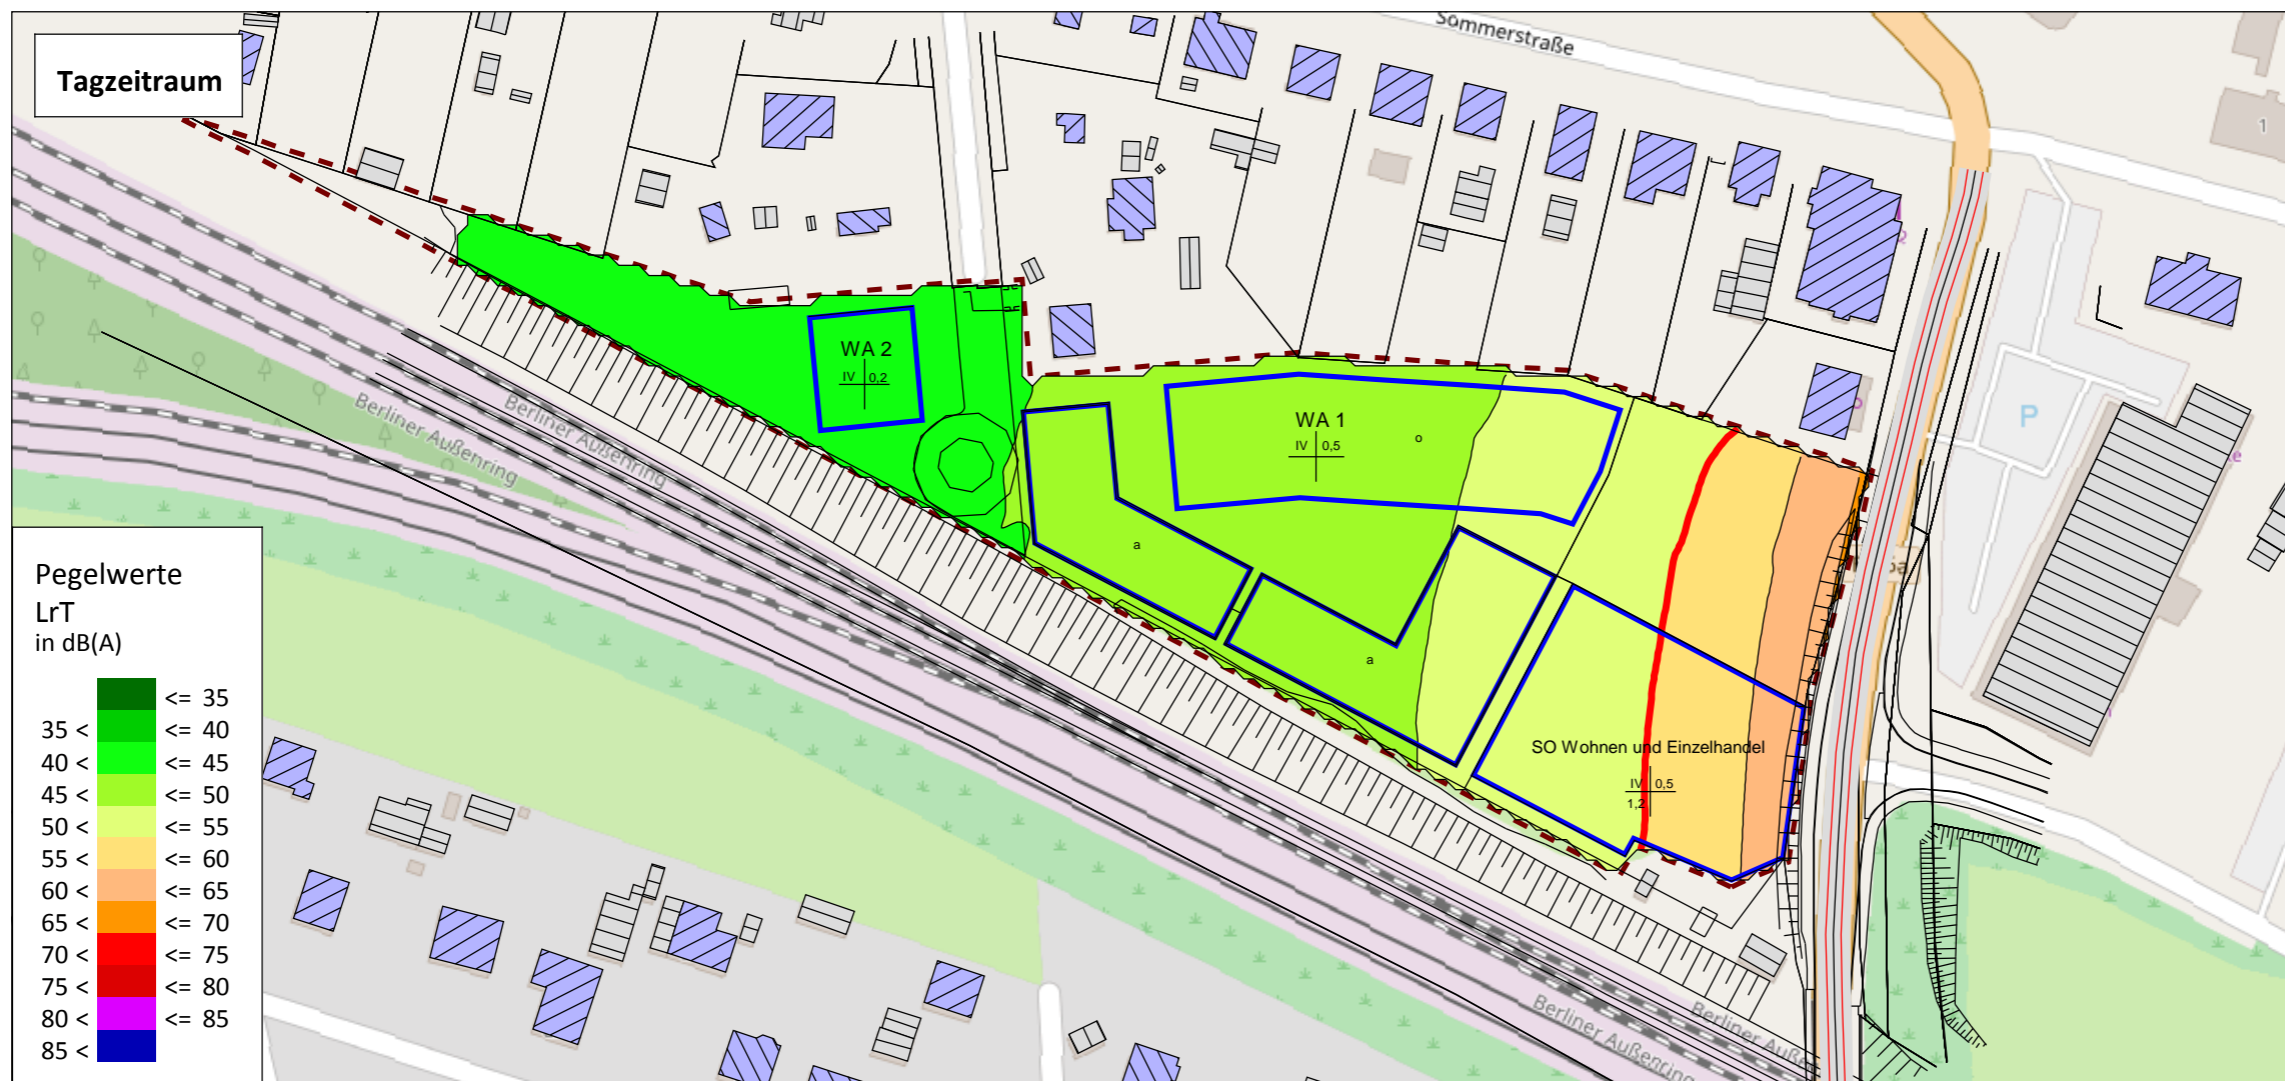 Tagzeitraum
Sommerstraße
1
2
WA 2
IV 0,2
WA 1
IV 0,5
o
a
a
P
Berliner Außenring
Berliner Außenring
SO Wohnen und Einzelhandel
IV 0,5
1,2
Berliner Außenring
Pegelwerte
LrT
in dB(A)
<= 35
35 < <= 40
40 < <= 45
45 < <= 50
50 < <= 55
55 < <= 60
60 < <= 65
65 < <= 70
70 < <= 75
75 < <= 80
80 < <= 85
85 <